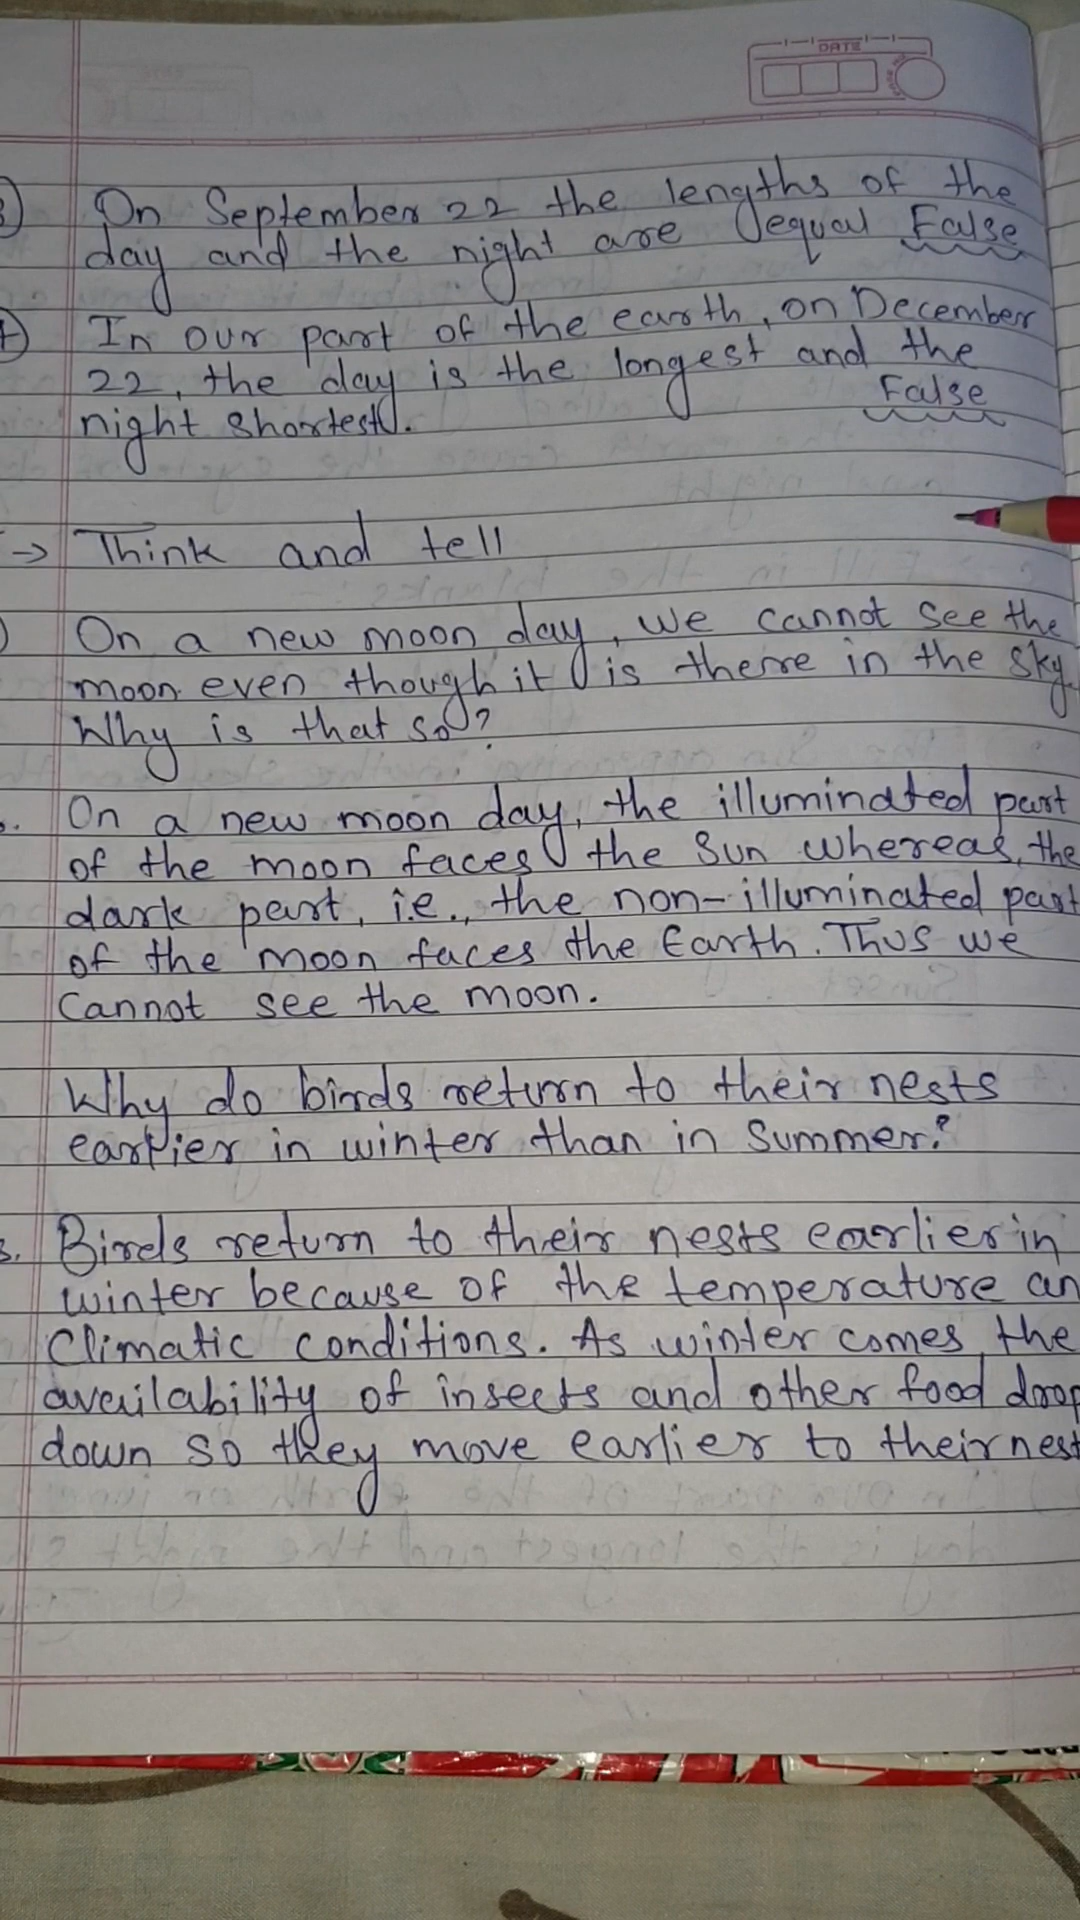 DATE
3) On September 22 the lengths of the
day and the night are equal False
4) In our part of the earth, on December
22, the day is the longest and the
night shortest. False
→ Think and tell
) On a new moon day, we cannot see the
moon even though it is there in the sky.
Why is that so?
s. On a new moon day, the illuminated part
of the moon faces the Sun whereas, the
dark part, i.e., the non-illuminated part
of the moon faces the Earth. Thus we
cannot see the moon.
Why do birds return to their nests
earlier in winter than in summer?
s. Birds return to their nests earlier in
winter because of the temperature an
Climatic conditions. As winter comes, the
availability of insects and other food drop
down so they move earlier to their nest